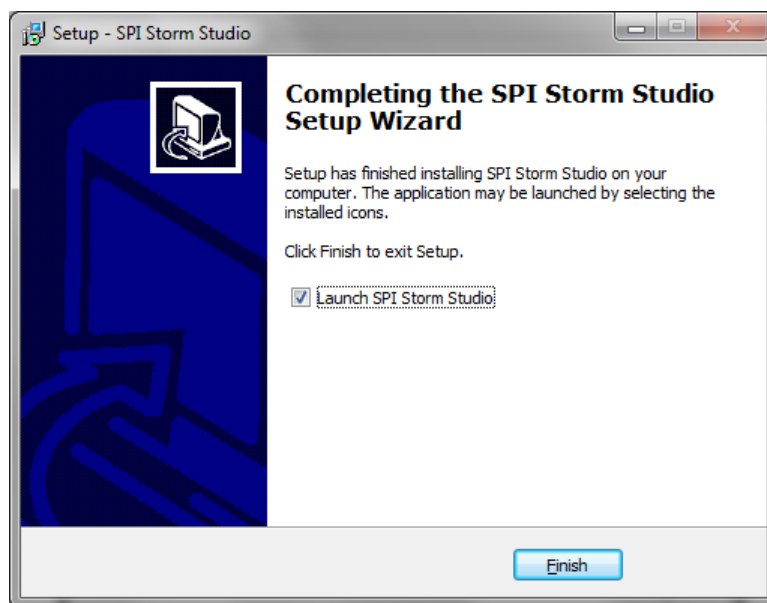 Setup - SPI Storm Studio
Completing the SPI Storm Studio
Setup Wizard
Setup has finished installing SPI Storm Studio on your
computer. The application may be launched by selecting the
installed icons.
Click Finish to exit Setup.
Launch SPI Storm Studio
Finish